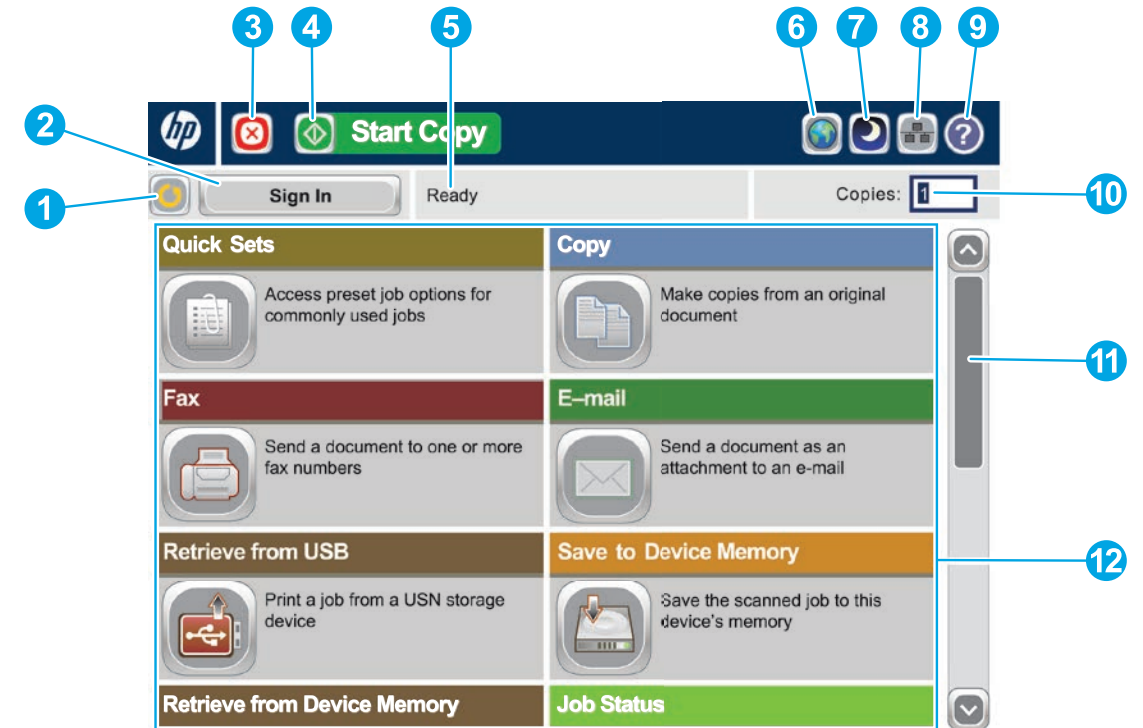 3 4 5 6 7 8 9
2
hp Start Copy
1 Sign In Ready Copies: 1 10
Quick Sets Copy
Access preset job options for
commonly used jobs
Make copies from an original
document
11
Fax E–mail
Send a document to one or more
fax numbers
Send a document as an
attachment to an e-mail
Retrieve from USB Save to Device Memory
12
Print a job from a USN storage
device
Save the scanned job to this
device's memory
Retrieve from Device Memory Job Status